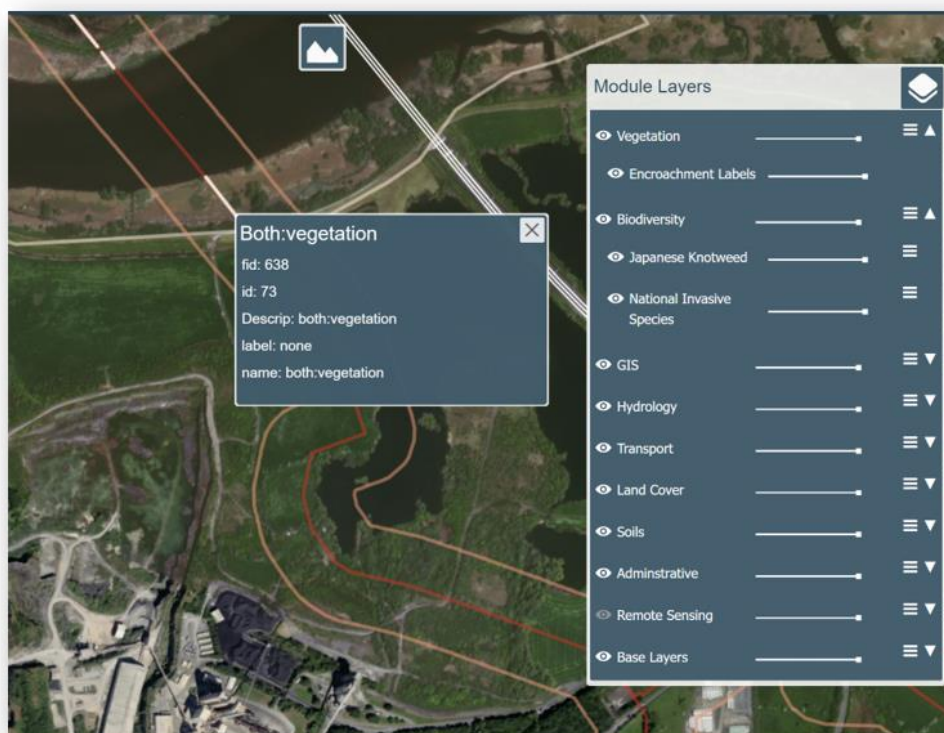 Module Layers
Vegetation
Encroachment Labels
Biodiversity
Japanese Knotweed
National Invasive
Species
GIS
Hydrology
Transport
Land Cover
Soils
Adminstrative
Remote Sensing
Base Layers
Both:vegetation
fid: 638
id: 73
Descrip: both:vegetation
label: none
name: both:vegetation